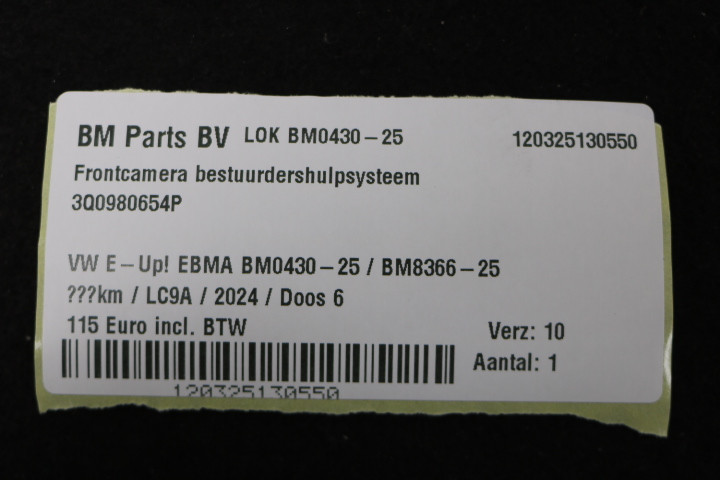 BM Parts BV LOK BM0430-25 120325130550
Frontcamera bestuurdershulpsysteem
3Q0980654P
VW E-Up! EBMA BM0430-25 / BM8366-25
???km / LC9A / 2024 / Doos 6
115 Euro incl. BTW Verz: 10
Aantal: 1
120325130550